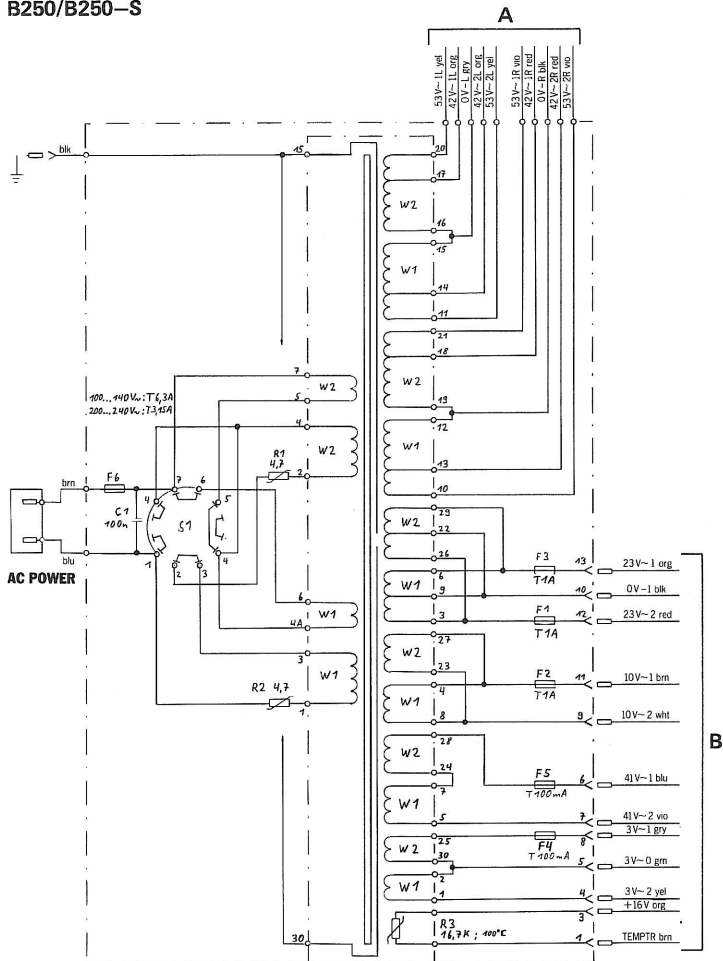 B250/B250–S
A
53V~ 1L yel
42V~ 1L org
0V-L gry
42V~ 2L org
53V~ 2L yel
53V~ 1R vio
42V~ 1R red
0V-R blk
42V~ 2R red
53V~ 2R vio
blk
15
20
17
W2
16
15
W1
14
11
21
18
W2
19
12
W1
13
10
7
W2
5
100...140V~: T6,3A
200...240V~: T3,15A
4
W2
R1
4,7
2
brn
F6
7
6
4
5
C1
100n
S1
1
2
3
4
blu
AC POWER
29
W2
22
26
6
W1
9
3
F3
T1A
13
23V~1 org
10
0V-1 blk
F1
T1A
12
23V~2 red
6
W1
4A
3
W1
R2 4,7
1
27
W2
23
4
W1
8
F2
T1A
11
10V~1 brn
9
10V~2 wht
B
28
W2
24
7
W1
5
F5
T100mA
6
41V~1 blu
7
41V~2 vio
25
W2
30
2
W1
1
F4
T100mA
8
3V~1 gry
5
3V~0 grn
4
3V~2 yel
3
+16V org
R3
16,7K ; 100°C
30
1
TEMPTR brn